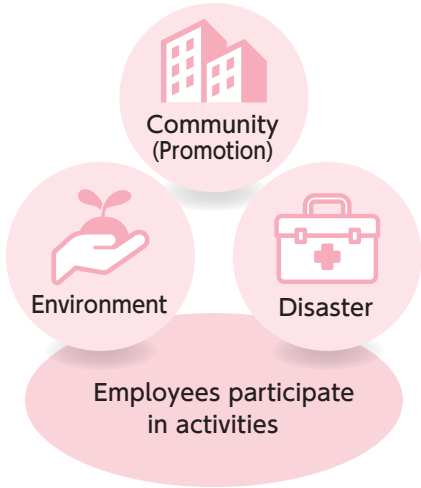 Community
(Promotion)
Environment
Disaster
Employees participate
in activities